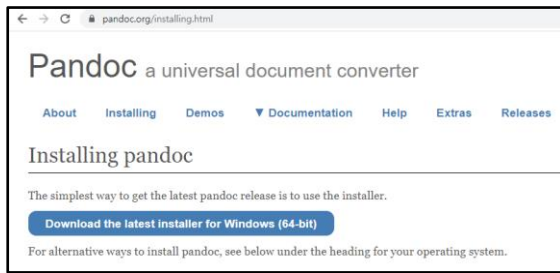 pandoc.org/installing.html
Pandoc a universal document converter
About Installing Demos ▼ Documentation Help Extras Releases
Installing pandoc
The simplest way to get the latest pandoc release is to use the installer.
Download the latest installer for Windows (64-bit)
For alternative ways to install pandoc, see below under the heading for your operating system.